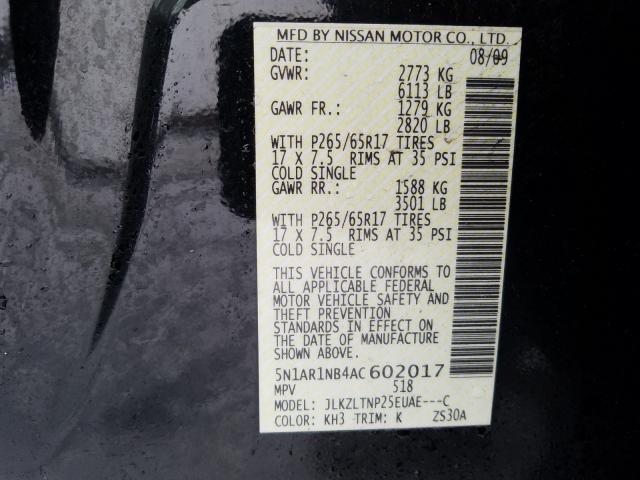 MFD BY NISSAN MOTOR CO., LTD.
DATE: 08/09
GVWR: 2773 KG
6113 LB
GAWR FR.: 1279 KG
2820 LB
WITH P265/65R17 TIRES
17 X 7.5 RIMS AT 35 PSI
COLD SINGLE
GAWR RR.: 1588 KG
3501 LB
WITH P265/65R17 TIRES
17 X 7.5 RIMS AT 35 PSI
COLD SINGLE
THIS VEHICLE CONFORMS TO
ALL APPLICABLE FEDERAL
MOTOR VEHICLE SAFETY AND
THEFT PREVENTION
STANDARDS IN EFFECT ON
THE DATE OF MANUFACTURE
SHOWN ABOVE.
5N1AR1NB4AC602017
MPV 518
MODEL: JLKZLTNP25EUAE---C
COLOR: KH3 TRIM: K ZS30A